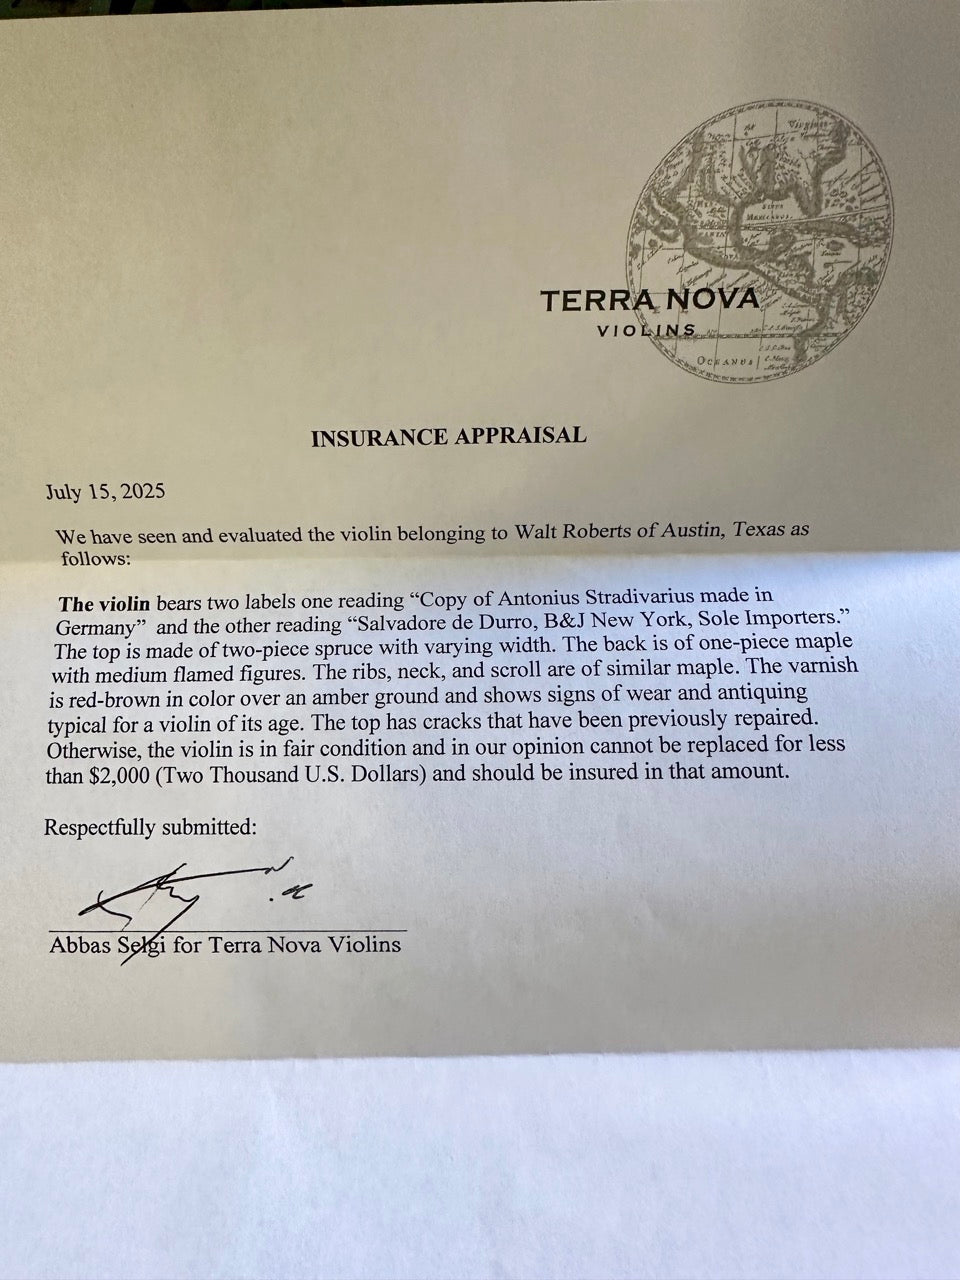 Virginia
OCEANUS
TERRA NOVA
VIOLINS
INSURANCE APPRAISAL
July 15, 2025
We have seen and evaluated the violin belonging to Walt Roberts of Austin, Texas as
follows:
The violin bears two labels one reading “Copy of Antonius Stradivarius made in
Germany” and the other reading “Salvadore de Durro, B&J New York, Sole Importers.”
The top is made of two-piece spruce with varying width. The back is of one-piece maple
with medium flamed figures. The ribs, neck, and scroll are of similar maple. The varnish
is red-brown in color over an amber ground and shows signs of wear and antiquing
typical for a violin of its age. The top has cracks that have been previously repaired.
Otherwise, the violin is in fair condition and in our opinion cannot be replaced for less
than $2,000 (Two Thousand U.S. Dollars) and should be insured in that amount.
Respectfully submitted:
Abbas Selgi for Terra Nova Violins